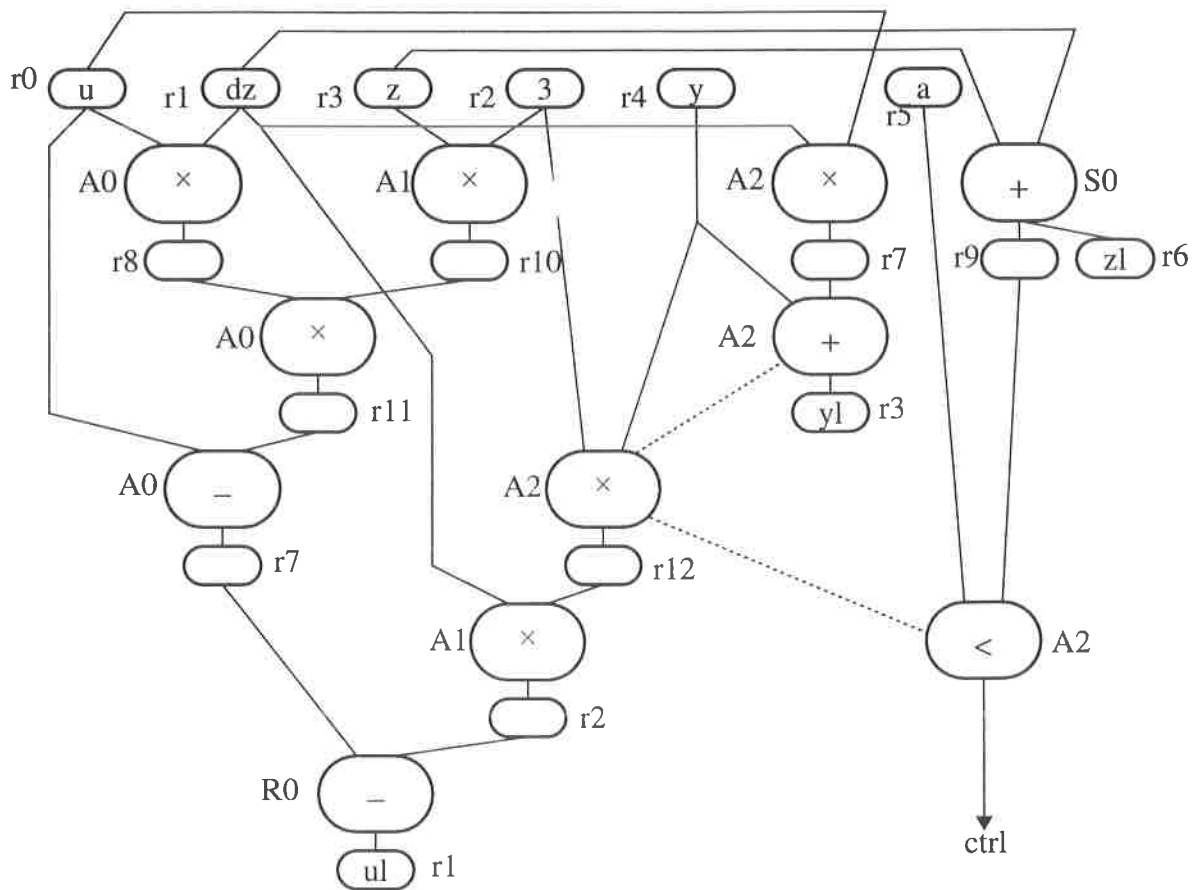 r0 u r1 dz r3 z r2 3 r4 y r5 a
A0 × A1 × A2 × + S0
r8 r10 r7 r9 zl r6
A0 × A2 +
r11 yl r3
A0 – A2 ×
r7 r12
A1 × < A2
r2
R0 –
ctrl
ul r1